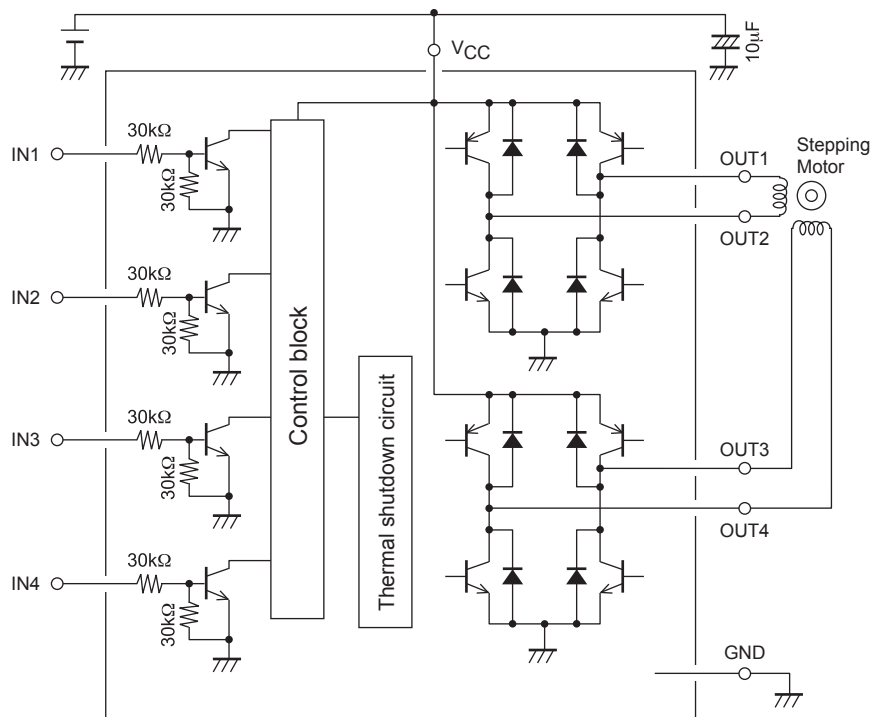 VCC
10μF
30kΩ
IN1
30kΩ
OUT1
Stepping
Motor
OUT2
30kΩ
IN2
30kΩ
Control block
Thermal shutdown circuit
30kΩ
IN3
30kΩ
OUT3
OUT4
30kΩ
IN4
30kΩ
GND